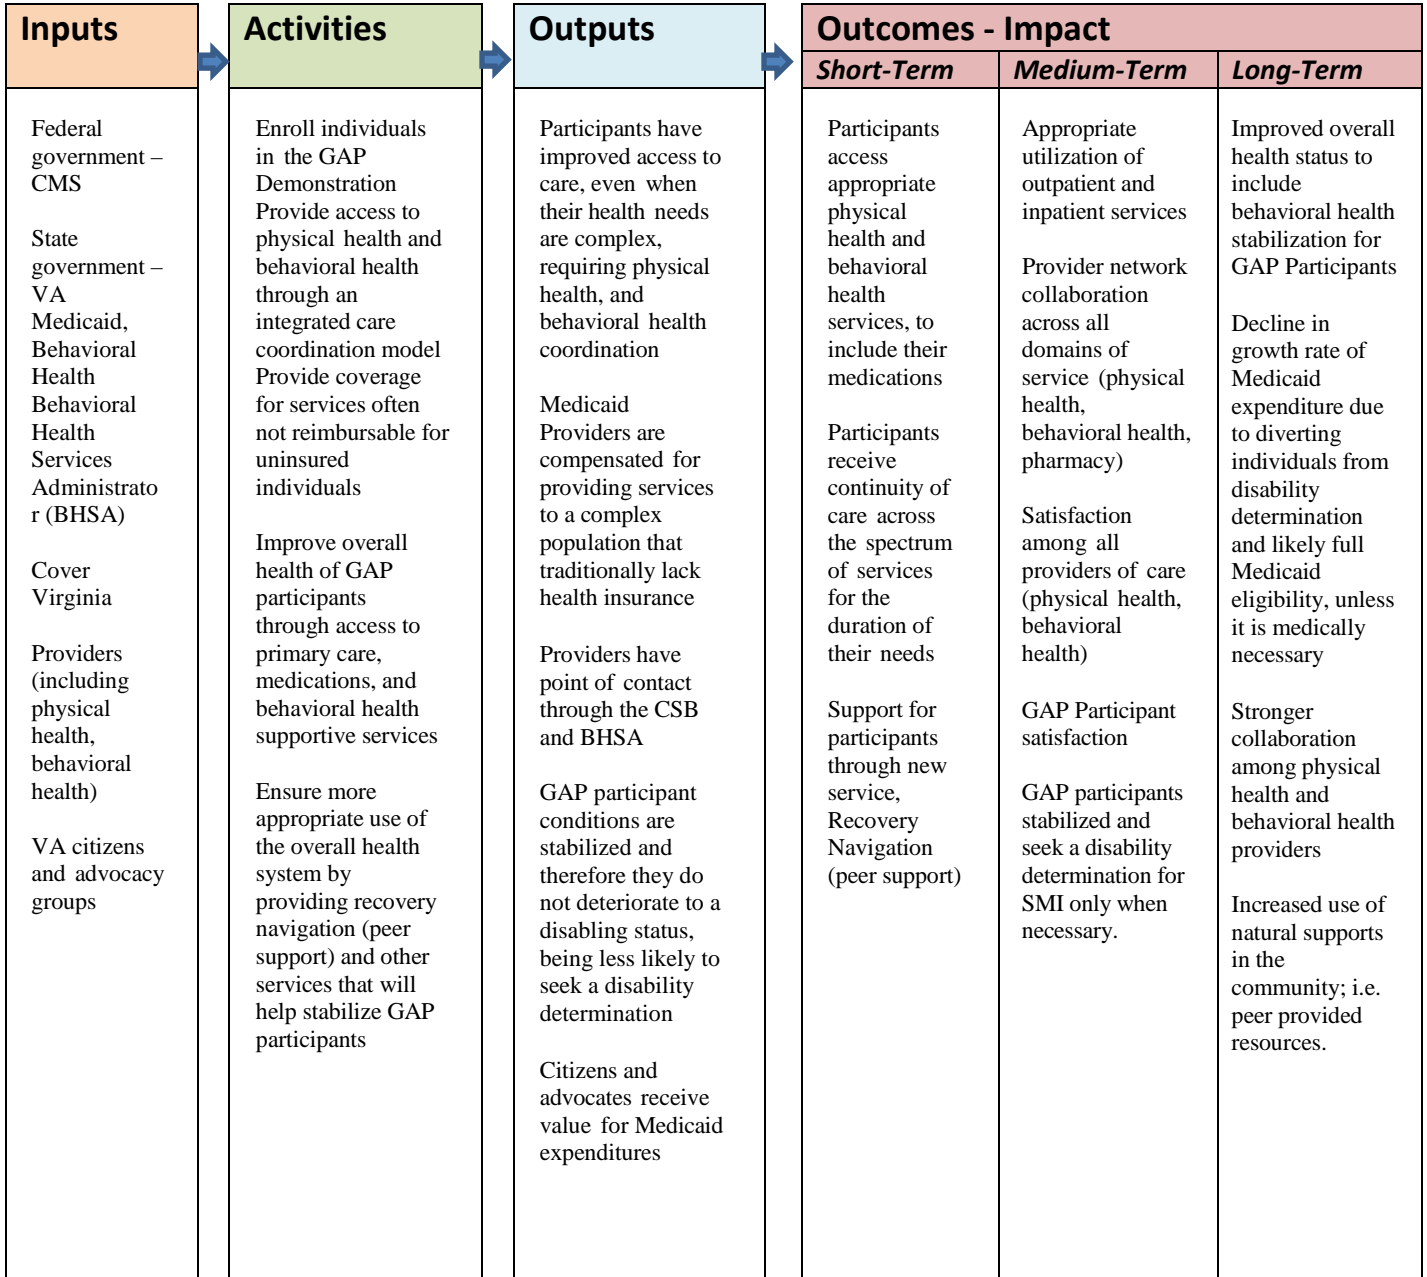 Inputs
Federal
government –
CMS
State
government –
VA
Medicaid,
Behavioral
Health
Behavioral
Health
Services
Administrato
r (BHSA)
Cover
Virginia
Providers
(including
physical
health,
behavioral
health)
VA citizens
and advocacy
groups
Activities
Enroll individuals
in the GAP
Demonstration
Provide access to
physical health and
behavioral health
through an
integrated care
coordination model
Provide coverage
for services often
not reimbursable for
uninsured
individuals
Improve overall
health of GAP
participants
through access to
primary care,
medications, and
behavioral health
supportive services
Ensure more
appropriate use of
the overall health
system by
providing recovery
navigation (peer
support) and other
services that will
help stabilize GAP
participants
Outputs
Participants have
improved access to
care, even when
their health needs
are complex,
requiring physical
health, and
behavioral health
coordination
Medicaid
Providers are
compensated for
providing services
to a complex
population that
traditionally lack
health insurance
Providers have
point of contact
through the CSB
and BHSA
GAP participant
conditions are
stabilized and
therefore they do
not deteriorate to a
disabling status,
being less likely to
seek a disability
determination
Citizens and
advocates receive
value for Medicaid
expenditures
Outcomes - Impact
Short-Term
Participants
access
appropriate
physical
health and
behavioral
health
services, to
include their
medications
Participants
receive
continuity of
care across
the spectrum
of services
for the
duration of
their needs
Support for
participants
through new
service,
Recovery
Navigation
(peer support)
Medium-Term
Appropriate
utilization of
outpatient and
inpatient services
Provider network
collaboration
across all
domains of
service (physical
health,
behavioral health,
pharmacy)
Satisfaction
among all
providers of care
(physical health,
behavioral
health)
GAP Participant
satisfaction
GAP participants
stabilized and
seek a disability
determination for
SMI only when
necessary.
Long-Term
Improved overall
health status to
include
behavioral health
stabilization for
GAP Participants
Decline in
growth rate of
Medicaid
expenditure due
to diverting
individuals from
disability
determination
and likely full
Medicaid
eligibility, unless
it is medically
necessary
Stronger
collaboration
among physical
health and
behavioral health
providers
Increased use of
natural supports
in the
community; i.e.
peer provided
resources.